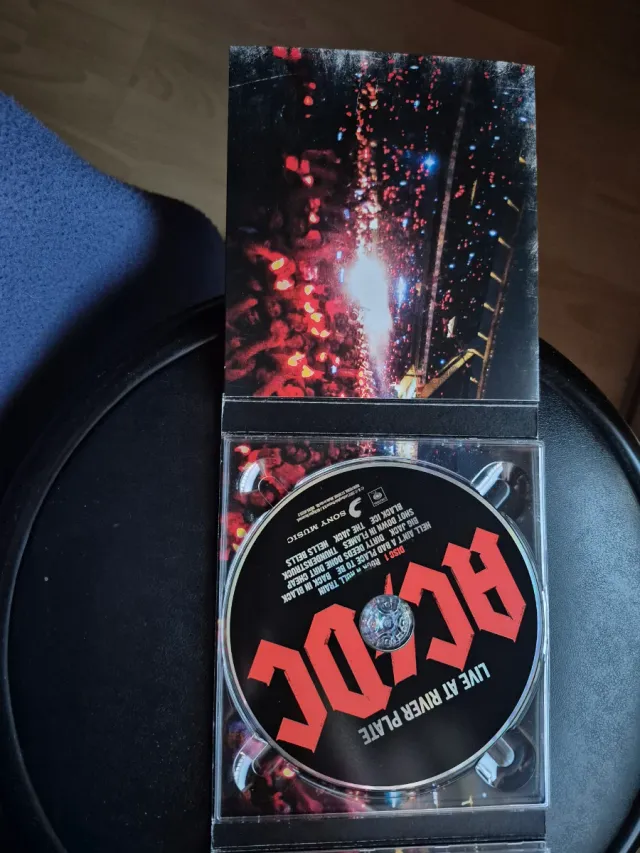 LIVE AT RIVER PLATE
AC/DC
DISC 1
ROLL TRAIN
HELL AIN'T A BAD PLACE TO BE BACK IN BLACK
BIG JACK DIRTY DEEDS DONE DIRT CHEAP
SHOT DOWN IN FLAMES THUNDERSTRUCK
BLACK ICE THE JACK HELLS BELLS
SONY MUSIC